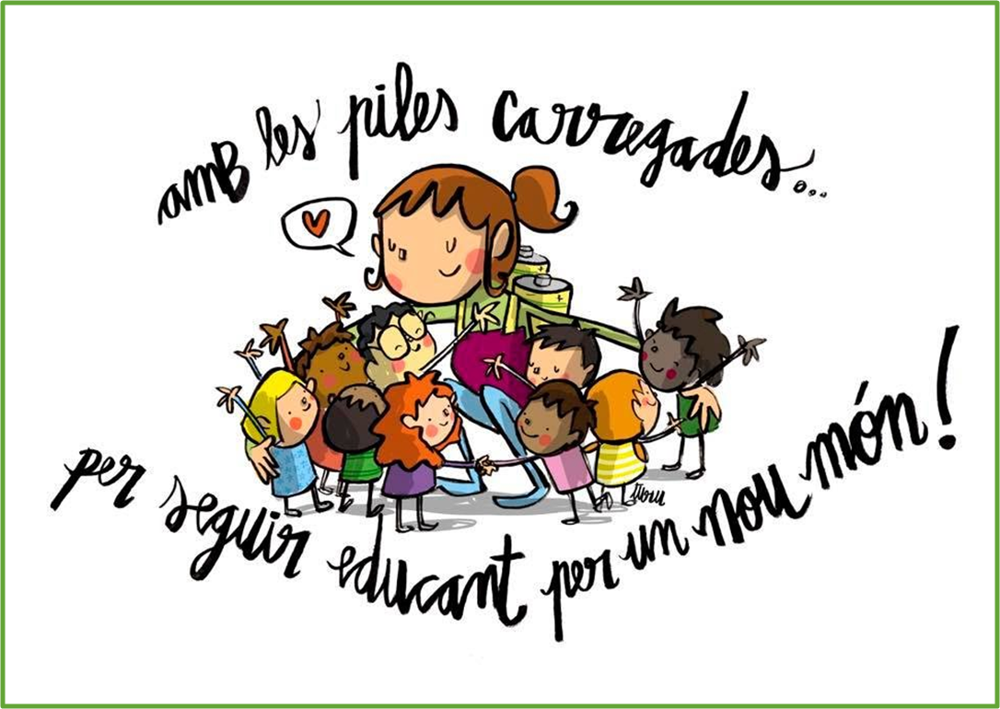 amB les piles carregades...
per seguir educant per un nou món!